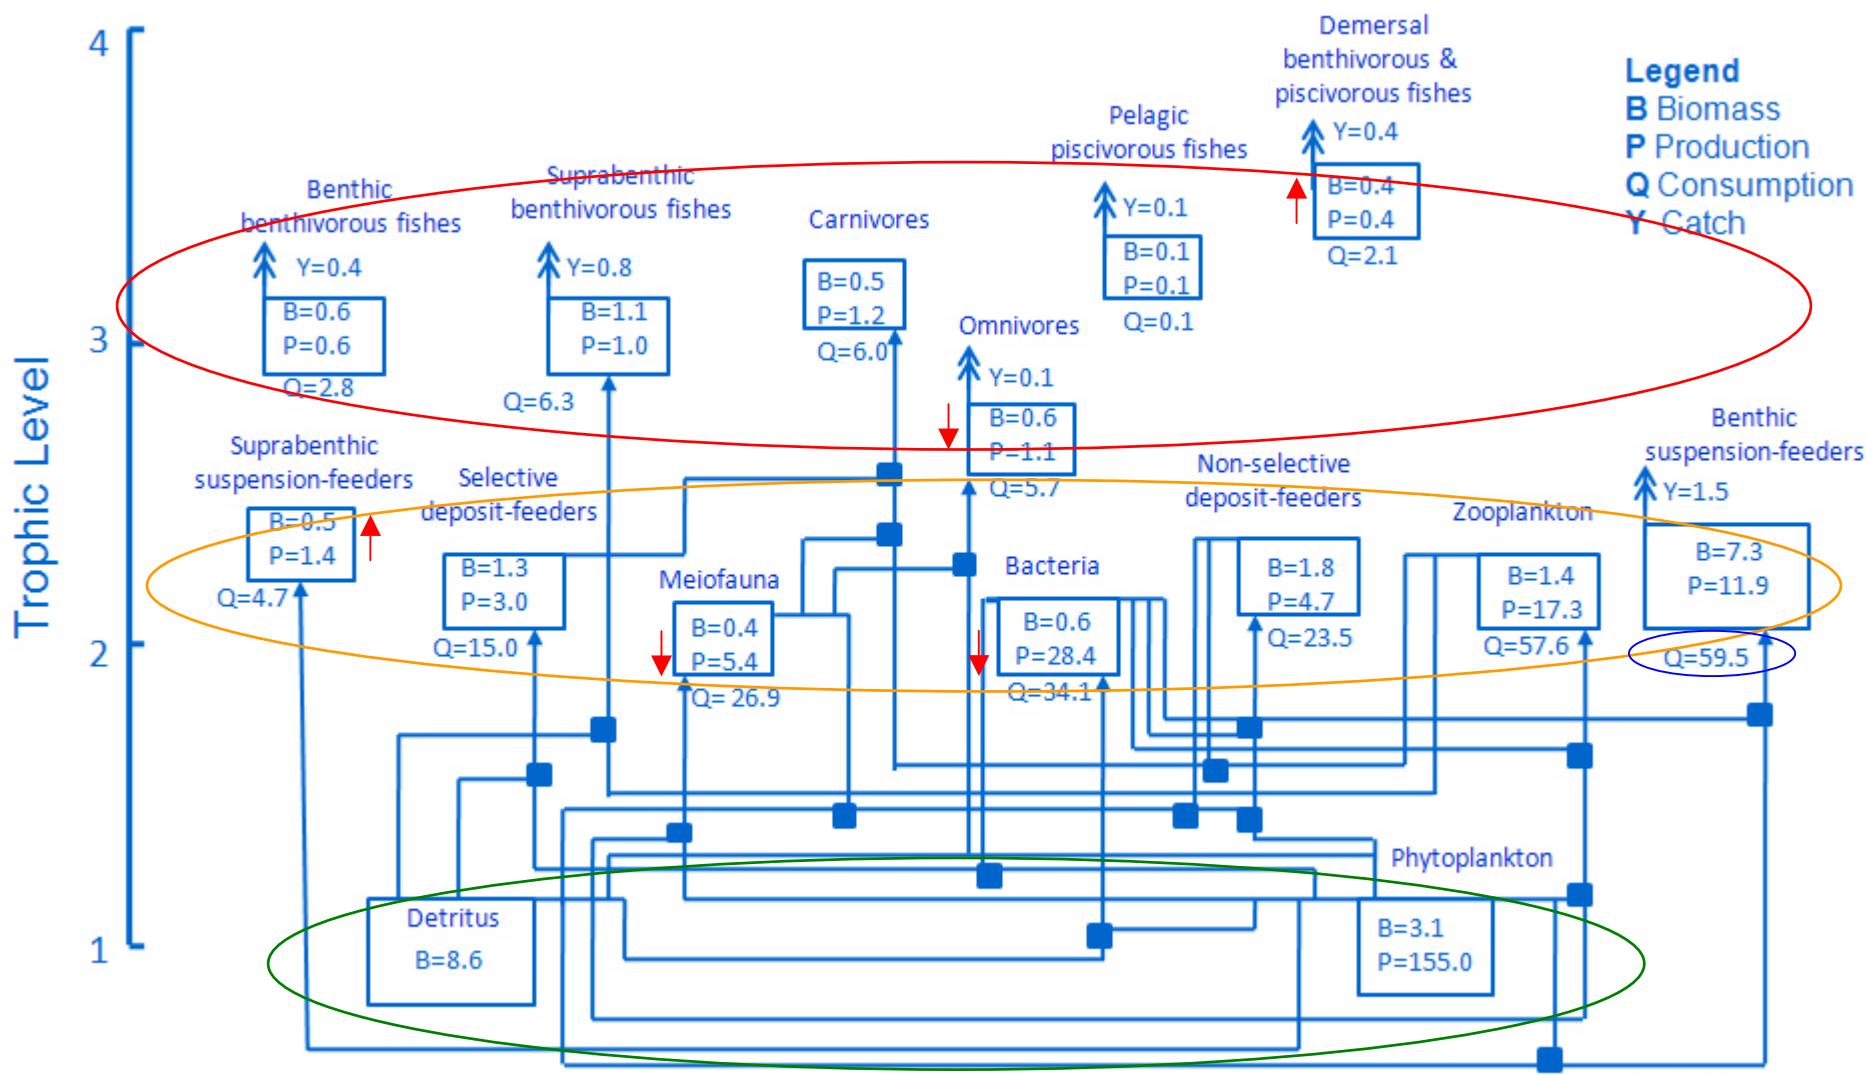 4
3
2
1
Trophic Level
Legend
B Biomass
P Production
Q Consumption
Y Catch
Demersal
benthivorous &
piscivorous fishes
Y=0.4
B=0.4
P=0.4
Q=2.1
Pelagic
piscivorous fishes
Y=0.1
B=0.1
P=0.1
Q=0.1
Benthic
benthivorous fishes
Y=0.4
B=0.6
P=0.6
Q=2.8
Suprabenthic
benthivorous fishes
Y=0.8
B=1.1
P=1.0
Q=6.3
Carnivores
B=0.5
P=1.2
Q=6.0
Omnivores
Y=0.1
B=0.6
P=1.1
Q=5.7
Suprabenthic
suspension-feeders
B=0.5
P=1.4
Q=4.7
Selective
deposit-feeders
B=1.3
P=3.0
Q=15.0
Meiofauna
B=0.4
P=5.4
Q= 26.9
Bacteria
B=0.6
P=28.4
Q=34.1
Non-selective
deposit-feeders
B=1.8
P=4.7
Q=23.5
Zooplankton
B=1.4
P=17.3
Q=57.6
Benthic
suspension-feeders
Y=1.5
B=7.3
P=11.9
Q=59.5
Detritus
B=8.6
Phytoplankton
B=3.1
P=155.0